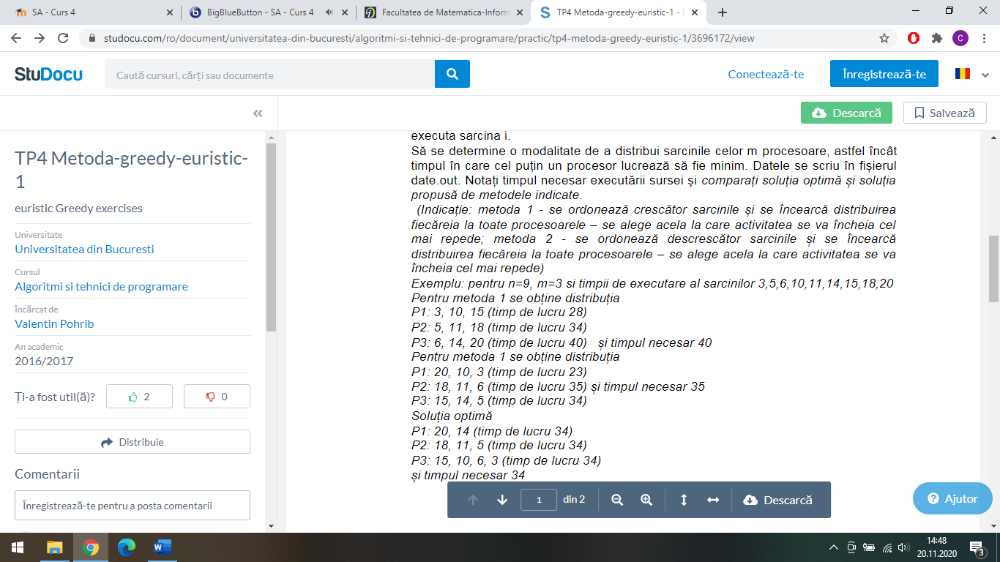 SA - Curs 4
BigBlueButton - SA - Curs 4
Facultatea de Matematica-Inform
TP4 Metoda-greedy-euristic-1 - U
studocu.com/ro/document/universitatea-din-bucuresti/algoritmi-si-tehnici-de-programare/practic/tp4-metoda-greedy-euristic-1/3696172/view
C
StuDocu
Caută cursuri, cărți sau documente
Conectează-te
Înregistrează-te
Descarcă
Salvează
TP4 Metoda-greedy-euristic-
1
euristic Greedy exercises
Universitate
Universitatea din Bucuresti
Cursul
Algoritmi si tehnici de programare
Încărcat de
Valentin Pohrib
An academic
2016/2017
Ți-a fost util(ă)?
2
0
Distribuie
Comentarii
Înregistrează-te pentru a posta comentarii
executa sarcina i.
Să se determine o modalitate de a distribui sarcinile celor m procesoare, astfel încât
timpul în care cel puțin un procesor lucrează să fie minim. Datele se scriu în fișierul
date.out. Notați timpul necesar executării sursei și comparați soluția optimă și soluția
propusă de metodele indicate.
(Indicație: metoda 1 - se ordonează crescător sarcinile și se încearcă distribuirea
fiecăreia la toate procesoarele – se alege acela la care activitatea se va încheia cel
mai repede; metoda 2 - se ordonează descrescător sarcinile și se încearcă
distribuirea fiecăreia la toate procesoarele – se alege acela la care activitatea se va
încheia cel mai repede)
Exemplu: pentru n=9, m=3 si timpii de executare al sarcinilor 3,5,6,10,11,14,15,18,20
Pentru metoda 1 se obține distribuția
P1: 3, 10, 15 (timp de lucru 28)
P2: 5, 11, 18 (timp de lucru 34)
P3: 6, 14, 20 (timp de lucru 40) și timpul necesar 40
Pentru metoda 1 se obține distribuția
P1: 20, 10, 3 (timp de lucru 23)
P2: 18, 11, 6 (timp de lucru 35) și timpul necesar 35
P3: 15, 14, 5 (timp de lucru 34)
Soluția optimă
P1: 20, 14 (timp de lucru 34)
P2: 18, 11, 5 (timp de lucru 34)
P3: 15, 10, 6, 3 (timp de lucru 34)
și timpul necesar 34
1
din 2
Descarcă
Ajutor
14:48
20.11.2020
3